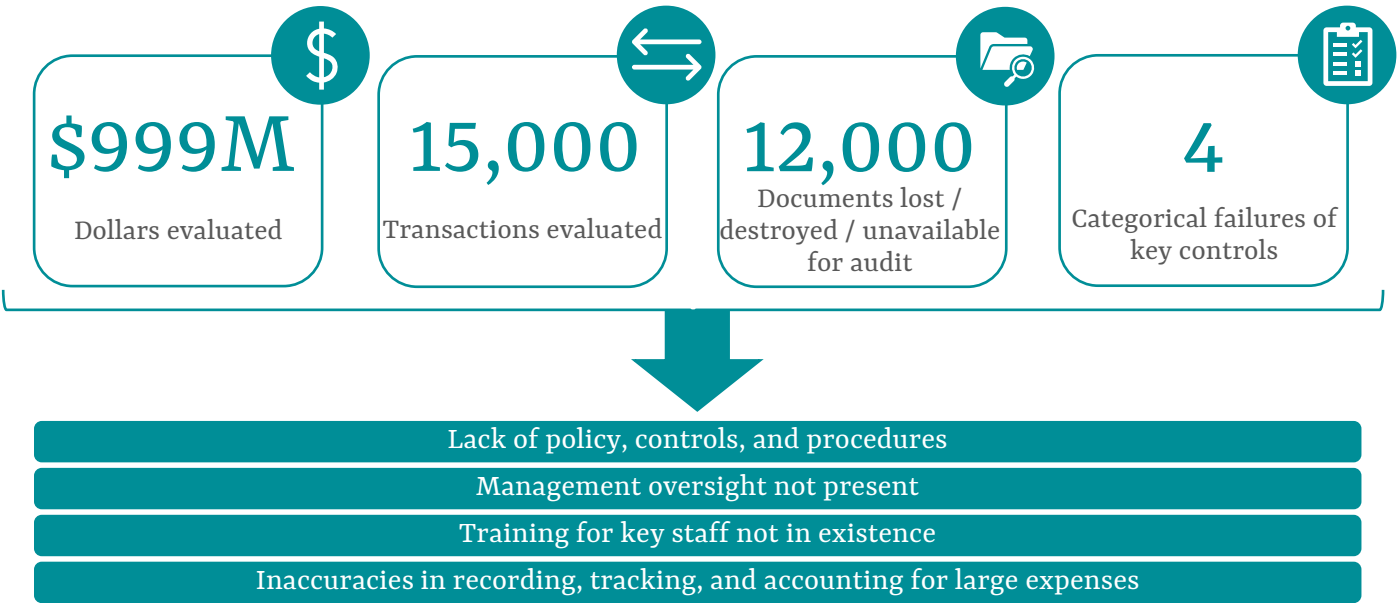 $
$999M
Dollars evaluated
15,000
Transactions evaluated
12,000
Documents lost /
destroyed / unavailable
for audit
4
Categorical failures of
key controls
Lack of policy, controls, and procedures
Management oversight not present
Training for key staff not in existence
Inaccuracies in recording, tracking, and accounting for large expenses